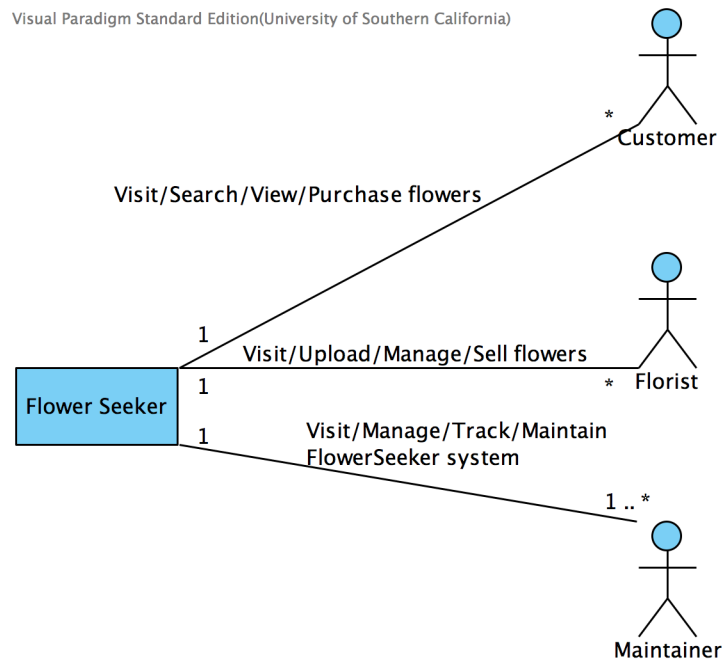 Visual Paradigm Standard Edition(University of Southern California)
*
Customer
Visit/Search/View/Purchase flowers
1
Visit/Upload/Manage/Sell flowers
1
*
Florist
Flower Seeker
1
Visit/Manage/Track/Maintain
FlowerSeeker system
1 .. *
Maintainer